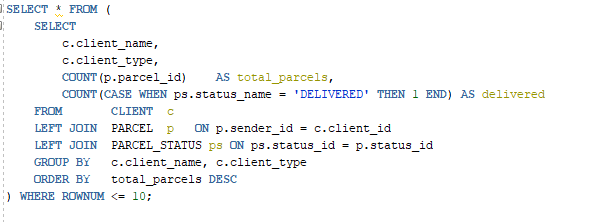 SELECT * FROM (
    SELECT
        c.client_name,
        c.client_type,
        COUNT(p.parcel_id)    AS total_parcels,
        COUNT(CASE WHEN ps.status_name = 'DELIVERED' THEN 1 END) AS delivered
    FROM       CLIENT  c
    LEFT JOIN  PARCEL  p   ON p.sender_id = c.client_id
    LEFT JOIN  PARCEL_STATUS ps ON ps.status_id = p.status_id
    GROUP BY   c.client_name, c.client_type
    ORDER BY   total_parcels DESC
) WHERE ROWNUM <= 10;